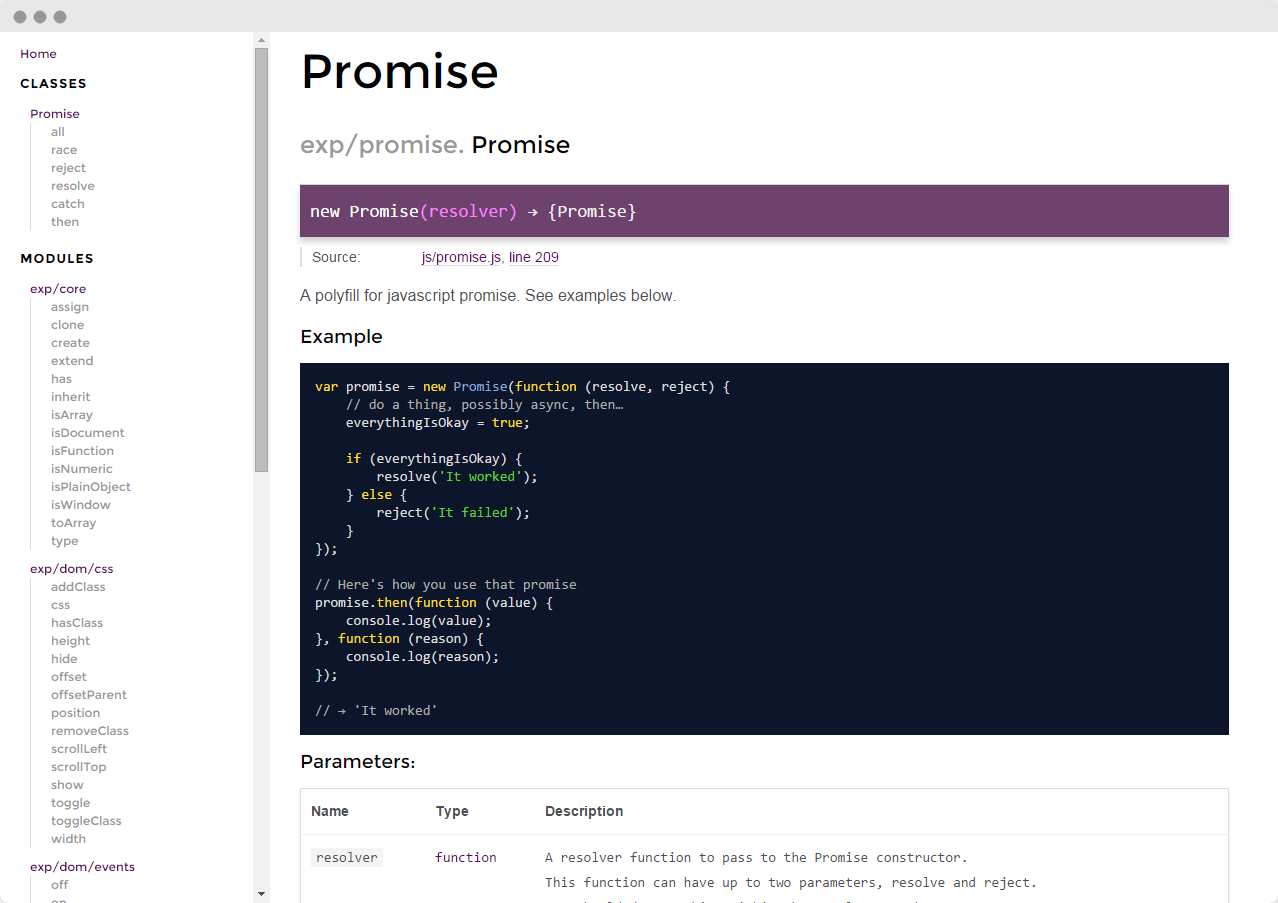 Home
CLASSES
Promise
all
race
reject
resolve
catch
then
MODULES
exp/core
assign
clone
create
extend
has
inherit
isArray
isDocument
isFunction
isNumeric
isPlainObject
isWindow
toArray
type
exp/dom/css
addClass
css
hasClass
height
hide
offset
offsetParent
position
removeClass
scrollLeft
scrollTop
show
toggle
toggleClass
width
exp/dom/events
off
Promise
exp/promise. Promise
new Promise(resolver) → {Promise}
Source: js/promise.js, line 209
A polyfill for javascript promise. See examples below.
Example
var promise = new Promise(function (resolve, reject) {
// do a thing, possibly async, then…
everythingIsOkay = true;
if (everythingIsOkay) {
resolve('It worked');
} else {
reject('It failed');
}
});
// Here's how you use that promise
promise.then(function (value) {
console.log(value);
}, function (reason) {
console.log(reason);
});
// → 'It worked'
Parameters:
Name Type Description
resolver function A resolver function to pass to the Promise constructor.
This function can have up to two parameters, resolve and reject.